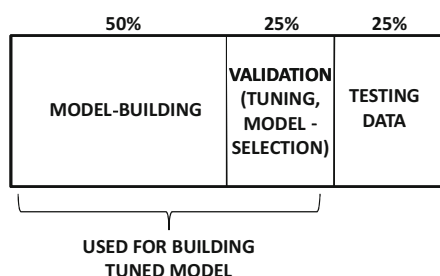 50% 25% 25%
MODEL-BUILDING
VALIDATION
(TUNING,
MODEL -
SELECTION)
TESTING
DATA
USED FOR BUILDING
TUNED MODEL